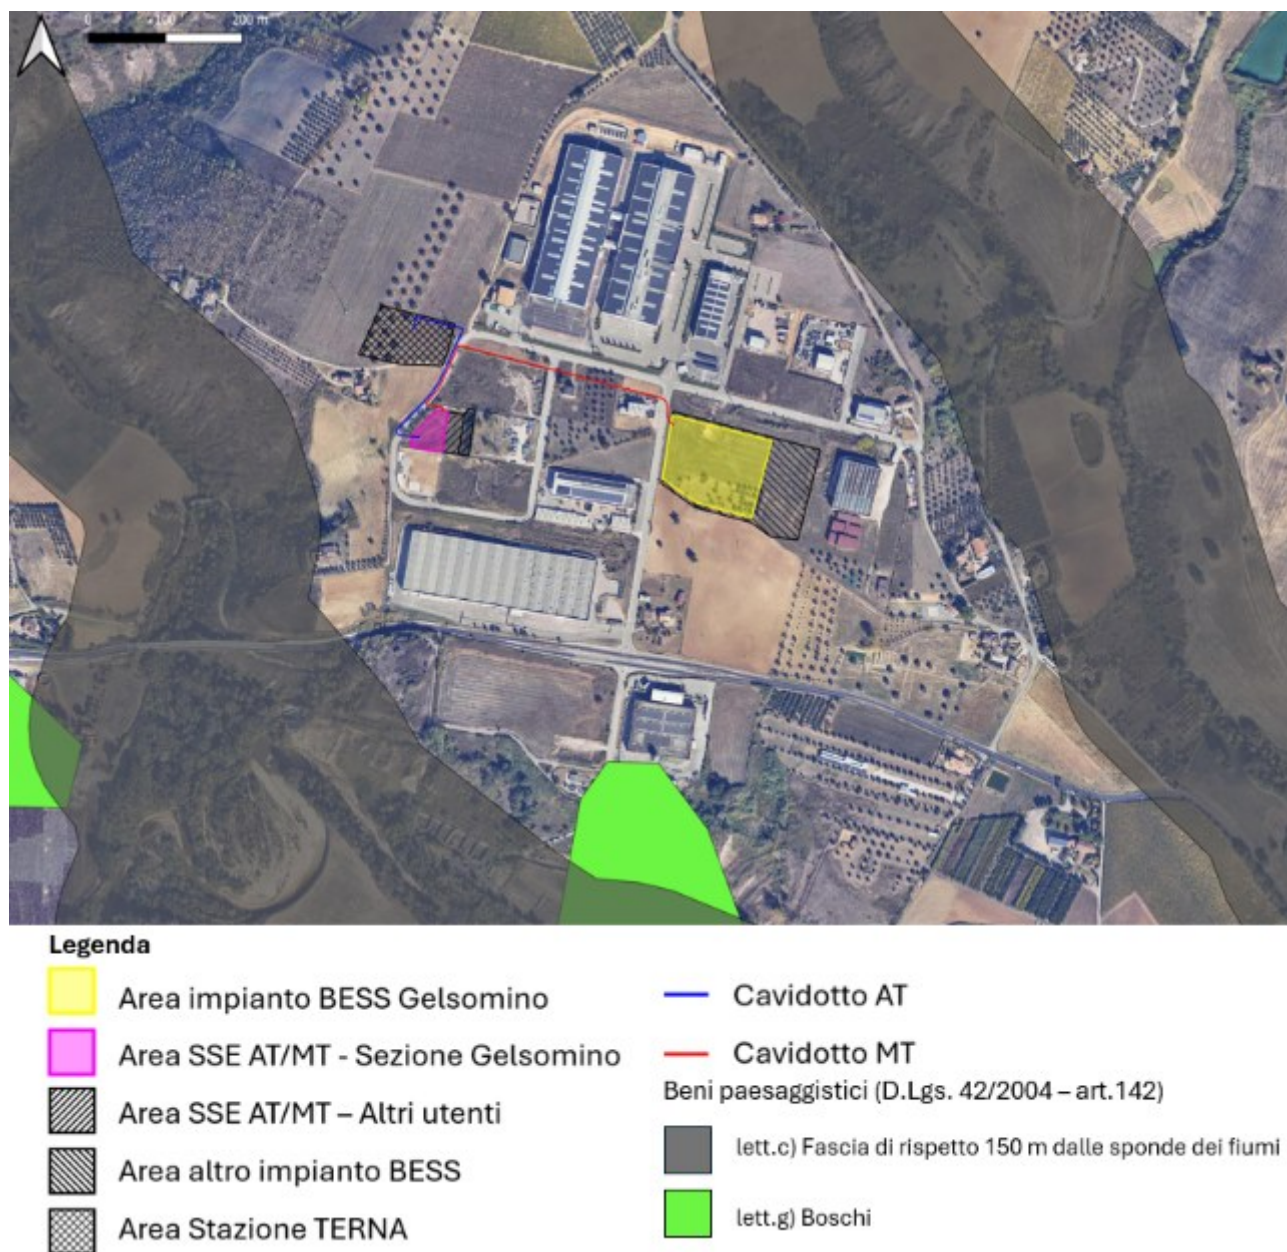 0 100 200 m
Legenda
Area impianto BESS Gelsomino
Area SSE AT/MT - Sezione Gelsomino
Area SSE AT/MT – Altri utenti
Area altro impianto BESS
Area Stazione TERNA
Cavidotto AT
Cavidotto MT
Beni paesaggistici (D.Lgs. 42/2004 – art.142)
lett.c) Fascia di rispetto 150 m dalle sponde dei fiumi
lett.g) Boschi